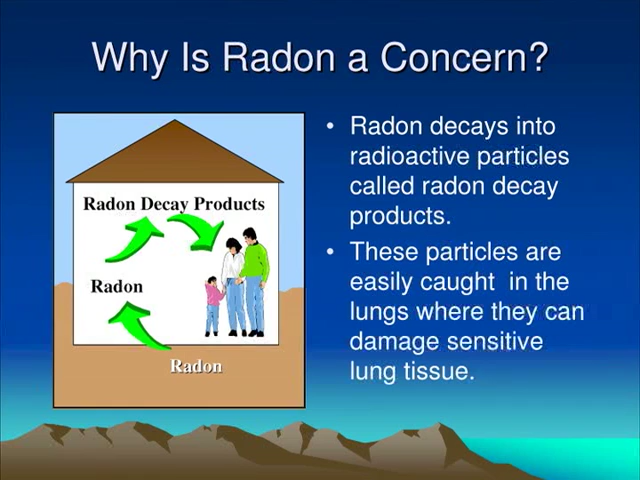 Why Is Radon a Concern?
Radon Decay Products
Radon
Radon
• Radon decays into
radioactive particles
called radon decay
products.
• These particles are
easily caught in the
lungs where they can
damage sensitive
lung tissue.